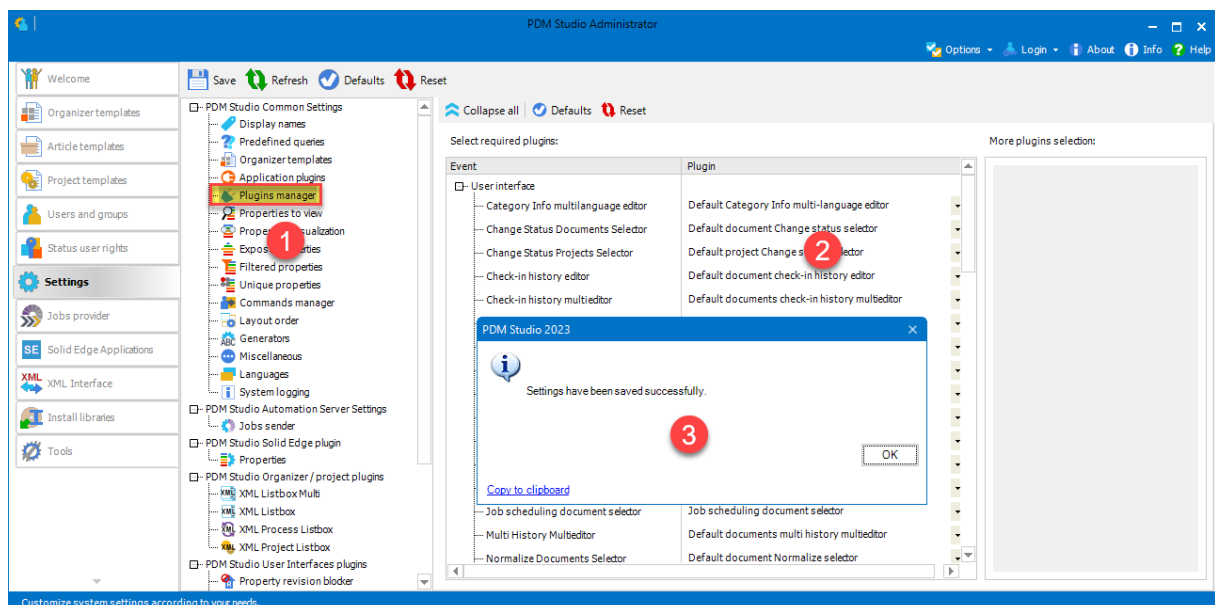 PDM Studio Administrator
Options Login About Info Help
Welcome
Organizer templates
Article templates
Project templates
Users and groups
Status user rights
Settings
Jobs provider
SE Solid Edge Applications
XML XML Interface
Install libraries
Tools
Save Refresh Defaults Reset
PDM Studio Common Settings
Display names
Predefined queries
Organizer templates
Application plugins
Plugins manager
Properties to view
1
Filtered properties
Unique properties
Commands manager
Layout order
ABC Generators
Miscellaneous
Languages
System logging
PDM Studio Automation Server Settings
Jobs sender
PDM Studio Solid Edge plugin
Properties
PDM Studio Organizer / project plugins
XML XML Listbox Multi
XML XML Listbox
XML XML Process Listbox
XML XML Project Listbox
PDM Studio User Interfaces plugins
Property revision blocker
Collapse all Defaults Reset
Select required plugins:
More plugins selection:
Event Plugin
User interface
Category Info multilanguage editor Default Category Info multi-language editor
Change Status Documents Selector Default document Change status selector
Change Status Projects Selector Default project Change
2
Check-in history editor Default document check-in history editor
Check-in history multieditor Default documents check-in history multieditor
PDM Studio 2023
Settings have been saved successfully.
3
OK
Copy to clipboard
Job scheduling document selector Job scheduling document selector
Multi History Multieditor Default documents multi history multieditor
Normalize Documents Selector Default document Normalize selector
Customize system settings according to your needs.